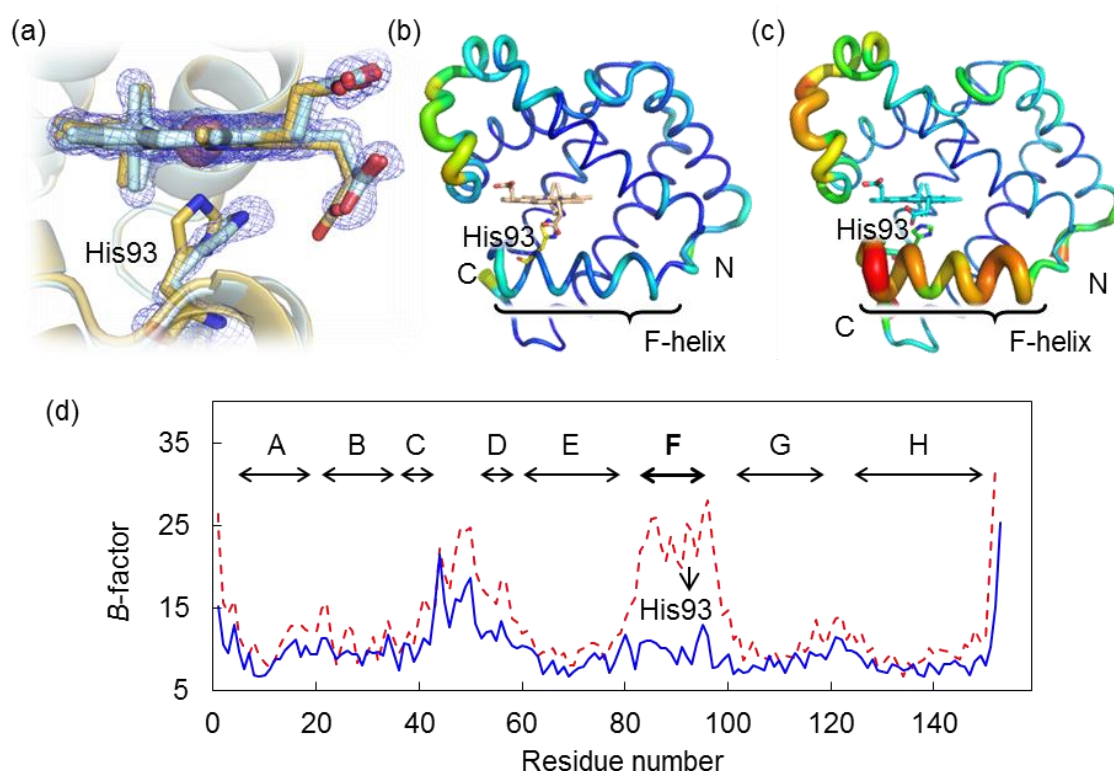 (a)
His93
(b)
His93
C
N
F-helix
(c)
His93
C
N
F-helix
(d)
B-factor
35
25
15
5
A
B
C
D
E
F
G
H
His93
0
20
40
60
80
100
120
140
Residue number